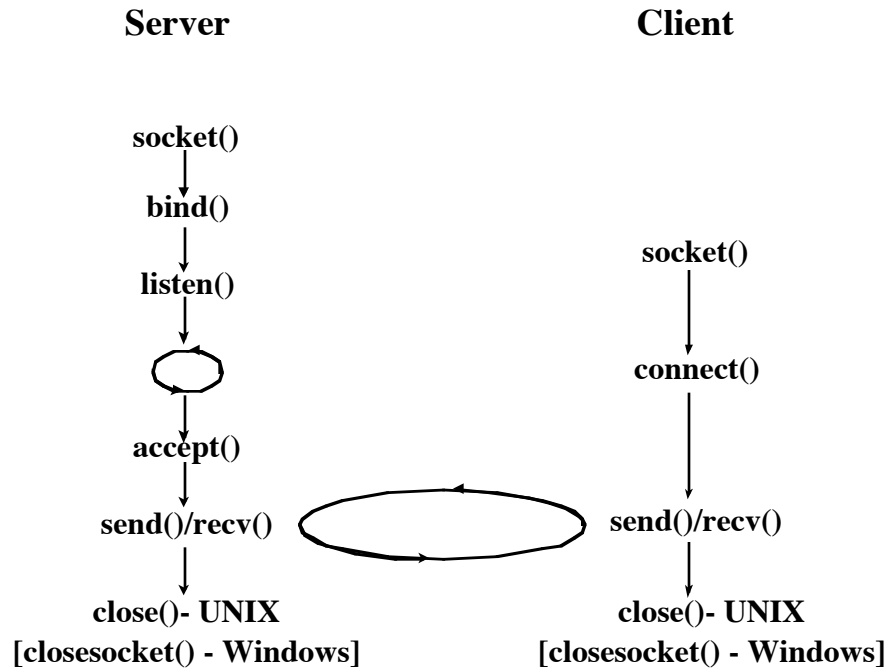 Server
Client
socket()
bind()
listen()
accept()
send()/recv()
close()- UNIX
[closesocket() - Windows]
socket()
connect()
send()/recv()
close()- UNIX
[closesocket() - Windows]